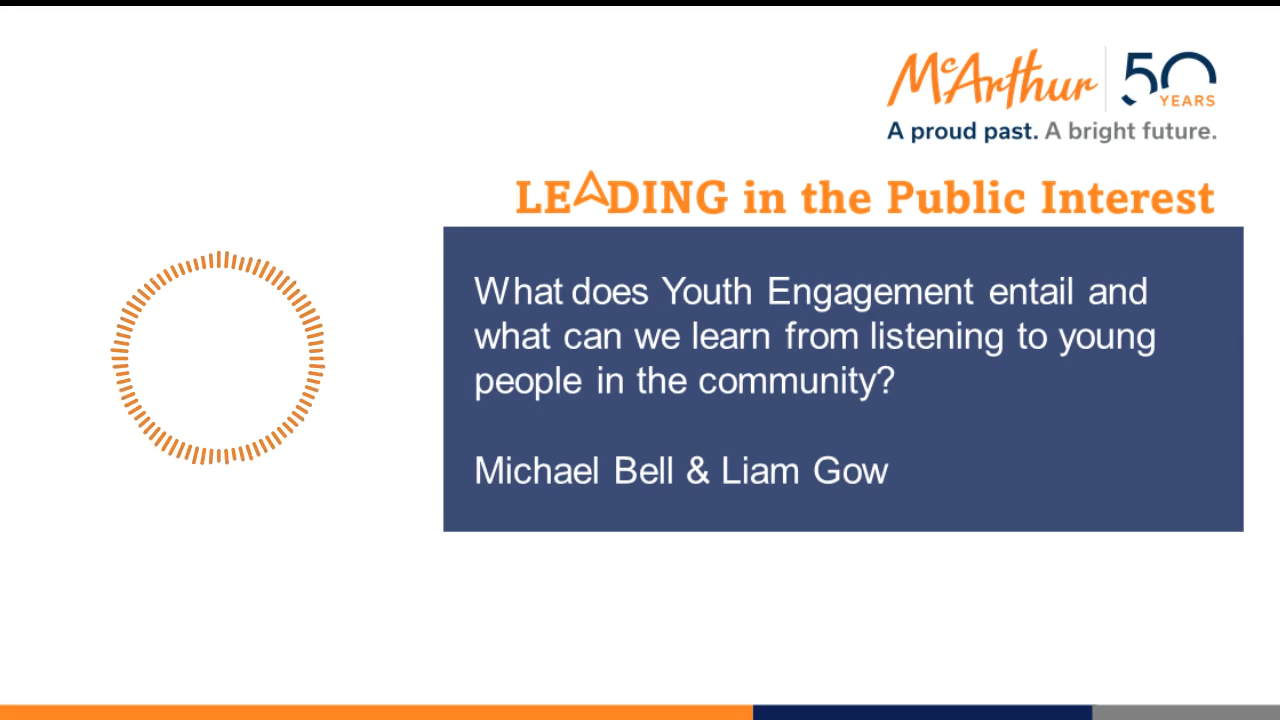 McArthur
50
YEARS
A proud past. A bright future.
LEADING in the Public Interest
What does Youth Engagement entail and
what can we learn from listening to young
people in the community?
Michael Bell & Liam Gow